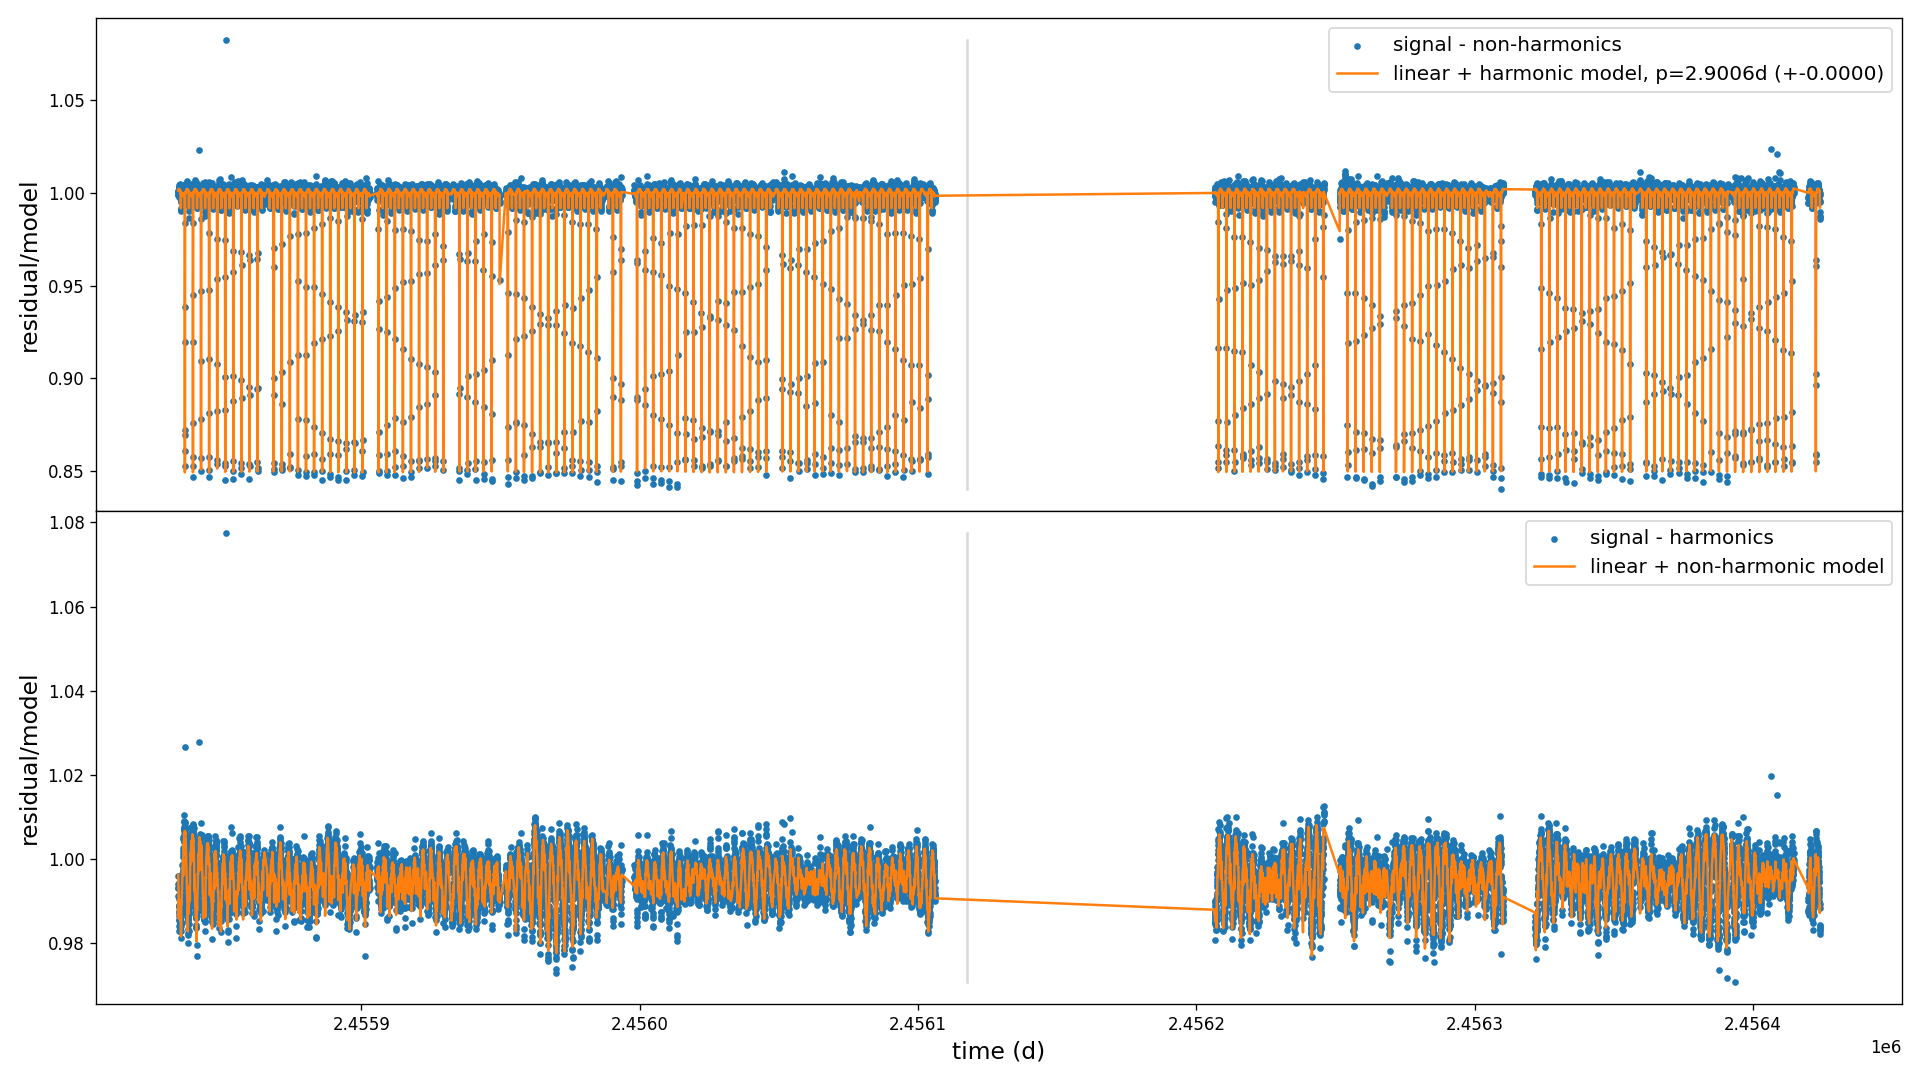 signal - non-harmonics
linear + harmonic model, p=2.9006d (+-0.0000)
1.05
1.00
0.95
0.90
0.85
residual/model
signal - harmonics
linear + non-harmonic model
1.08
1.06
1.04
1.02
1.00
0.98
residual/model
2.4559
2.4560
2.4561
2.4562
2.4563
2.4564
time (d)
1e6